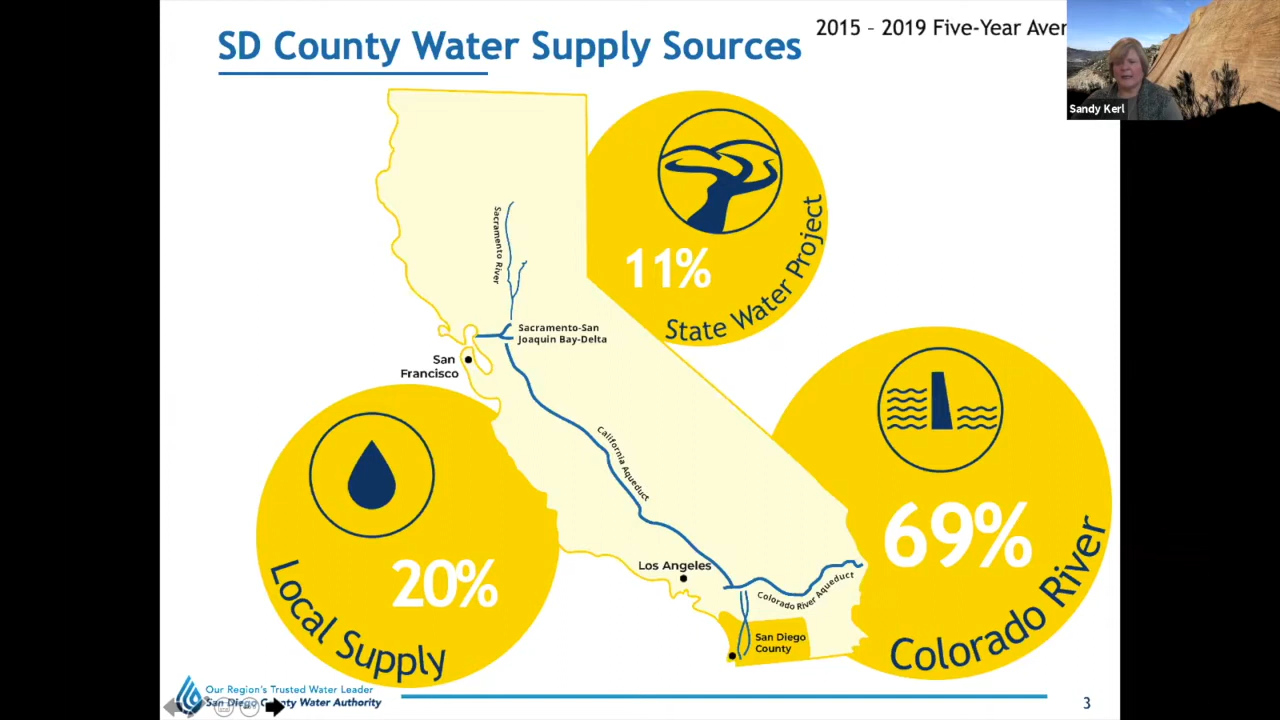 SD County Water Supply Sources
2015 – 2019 Five-Year Aver
Sandy Kerl
11%
State Water Project
Sacramento River
Sacramento-San
Joaquin Bay-Delta
San
Francisco
California Aqueduct
69%
Colorado River
20%
Local Supply
Los Angeles
Colorado River Aqueduct
San Diego
County
Our Region's Trusted Water Leader
San Diego County Water Authority
3